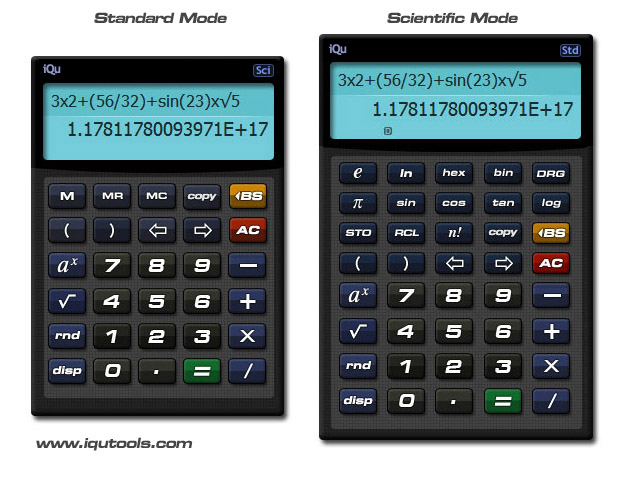 Standard Mode
iQu Sci
3x2+(56/32)+sin(23)x√5
1.17811780093971E+17
M MR MC copy BS
( ) AC
aˣ 7 8 9 −
√ 4 5 6 +
rnd 1 2 3 X
disp 0 . = /
www.iqutools.com
Scientific Mode
iQu Std
3x2+(56/32)+sin(23)x√5
1.17811780093971E+17
D
e ln hex bin DRG
π sin cos tan log
STO RCL n! copy BS
( ) AC
aˣ 7 8 9 −
√ 4 5 6 +
rnd 1 2 3 X
disp 0 . = /